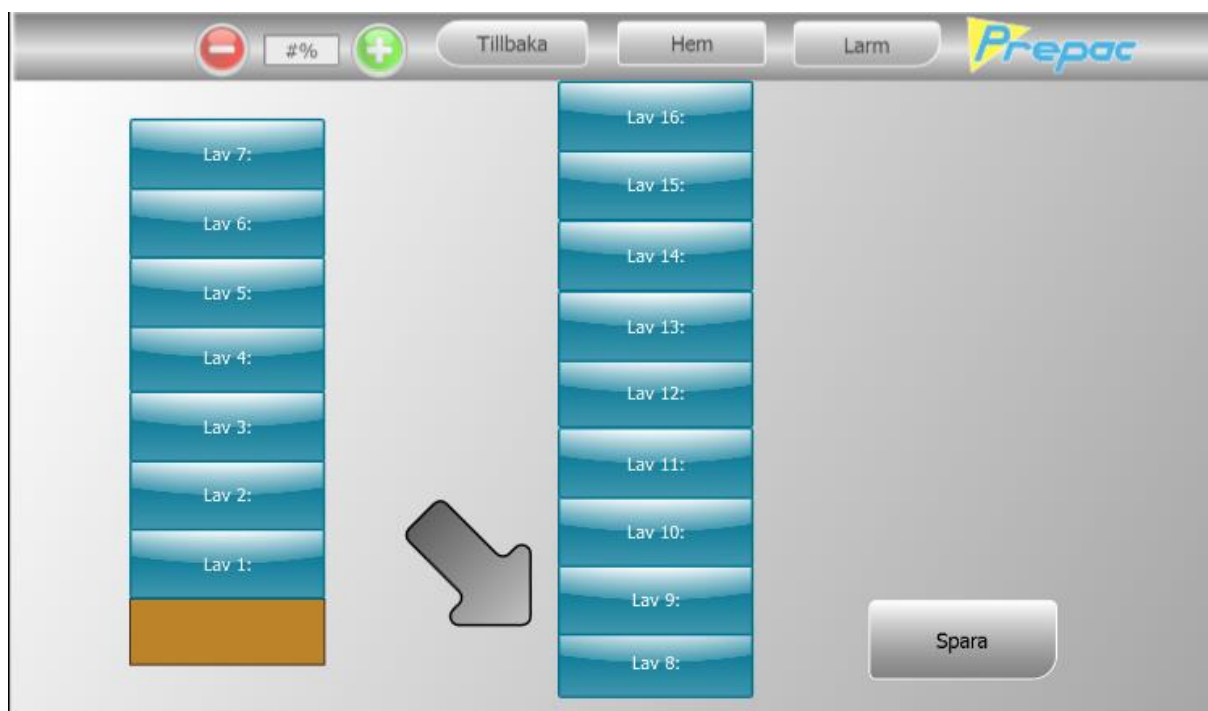 #%
Tillbaka
Hem
Larm
Prepac
Lav 7:
Lav 6:
Lav 5:
Lav 4:
Lav 3:
Lav 2:
Lav 1:
Lav 16:
Lav 15:
Lav 14:
Lav 13:
Lav 12:
Lav 11:
Lav 10:
Lav 9:
Lav 8:
Spara